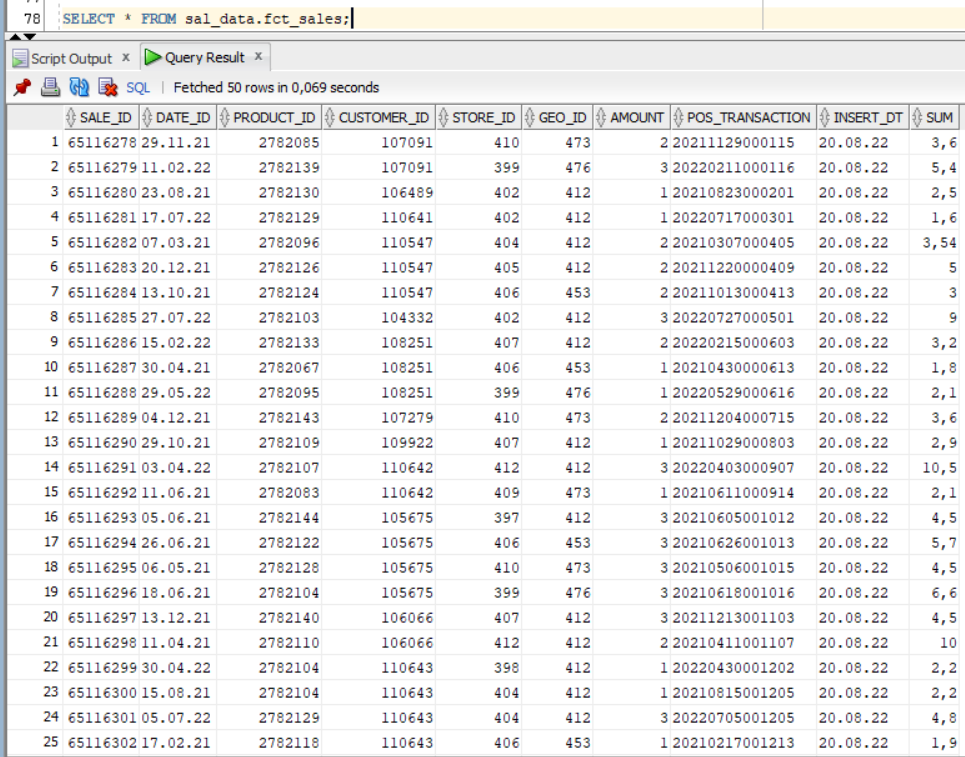 78 SELECT * FROM sal_data.fct_sales;
Script Output x Query Result x
SQL | Fetched 50 rows in 0,069 seconds
SALE_ID DATE_ID PRODUCT_ID CUSTOMER_ID STORE_ID GEO_ID AMOUNT POS_TRANSACTION INSERT_DT SUM
1 65116278 29.11.21 2782085 107091 410 473 2 20211129000115 20.08.22 3,6
2 65116279 11.02.22 2782139 107091 399 476 3 20220211000116 20.08.22 5,4
3 65116280 23.08.21 2782130 106489 402 412 1 20210823000201 20.08.22 2,5
4 65116281 17.07.22 2782129 110641 402 412 1 20220717000301 20.08.22 1,6
5 65116282 07.03.21 2782096 110547 404 412 2 20210307000405 20.08.22 3,54
6 65116283 20.12.21 2782126 110547 405 412 2 20211220000409 20.08.22 5
7 65116284 13.10.21 2782124 110547 406 453 2 20211013000413 20.08.22 3
8 65116285 27.07.22 2782103 104332 402 412 3 20220727000501 20.08.22 9
9 65116286 15.02.22 2782133 108251 407 412 2 20220215000603 20.08.22 3,2
10 65116287 30.04.21 2782067 108251 406 453 1 20210430000613 20.08.22 1,8
11 65116288 29.05.22 2782095 108251 399 476 1 20220529000616 20.08.22 2,1
12 65116289 04.12.21 2782143 107279 410 473 2 20211204000715 20.08.22 3,6
13 65116290 29.10.21 2782109 109922 407 412 1 20211029000803 20.08.22 2,9
14 65116291 03.04.22 2782107 110642 412 412 3 20220403000907 20.08.22 10,5
15 65116292 11.06.21 2782083 110642 409 473 1 20210611000914 20.08.22 2,1
16 65116293 05.06.21 2782144 105675 397 412 3 20210605001012 20.08.22 4,5
17 65116294 26.06.21 2782122 105675 406 453 3 20210626001013 20.08.22 5,7
18 65116295 06.05.21 2782128 105675 410 473 3 20210506001015 20.08.22 4,5
19 65116296 18.06.21 2782104 105675 399 476 3 20210618001016 20.08.22 6,6
20 65116297 13.12.21 2782140 106066 407 412 3 20211213001103 20.08.22 4,5
21 65116298 11.04.21 2782110 106066 412 412 2 20210411001107 20.08.22 10
22 65116299 30.04.22 2782104 110643 398 412 1 20220430001202 20.08.22 2,2
23 65116300 15.08.21 2782104 110643 404 412 1 20210815001205 20.08.22 2,2
24 65116301 05.07.22 2782129 110643 404 412 3 20220705001205 20.08.22 4,8
25 65116302 17.02.21 2782118 110643 406 453 1 20210217001213 20.08.22 1,9